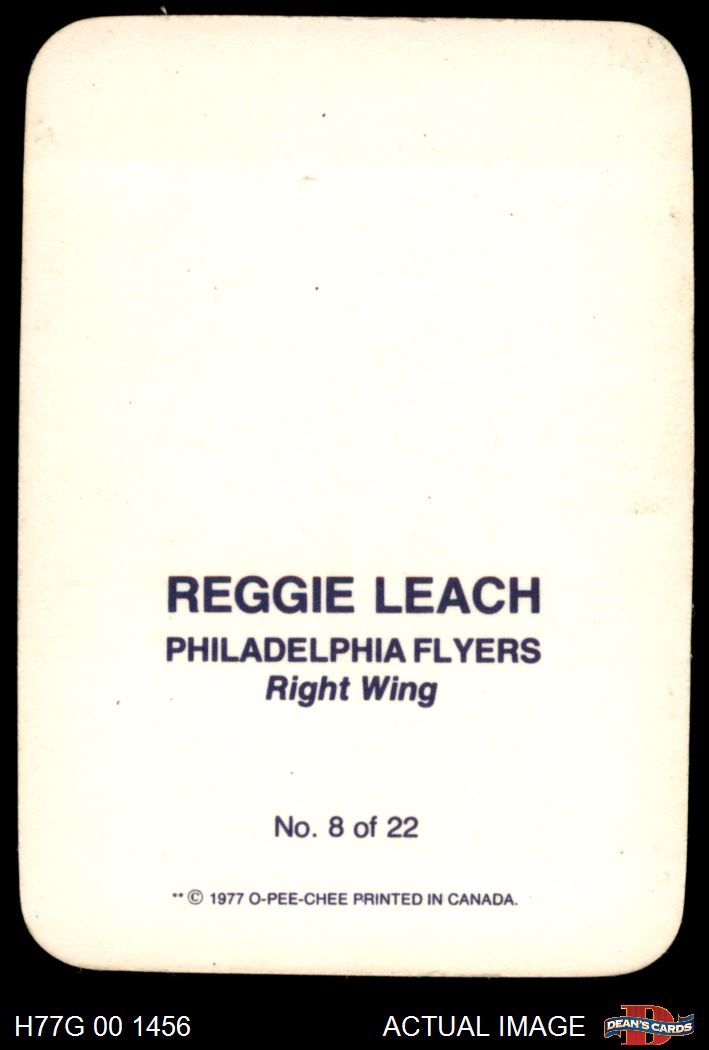 REGGIE LEACH
PHILADELPHIA FLYERS
Right Wing
No. 8 of 22
** © 1977 O-PEE-CHEE PRINTED IN CANADA.
H77G 00 1456 ACTUAL IMAGE DEAN'S CARDS